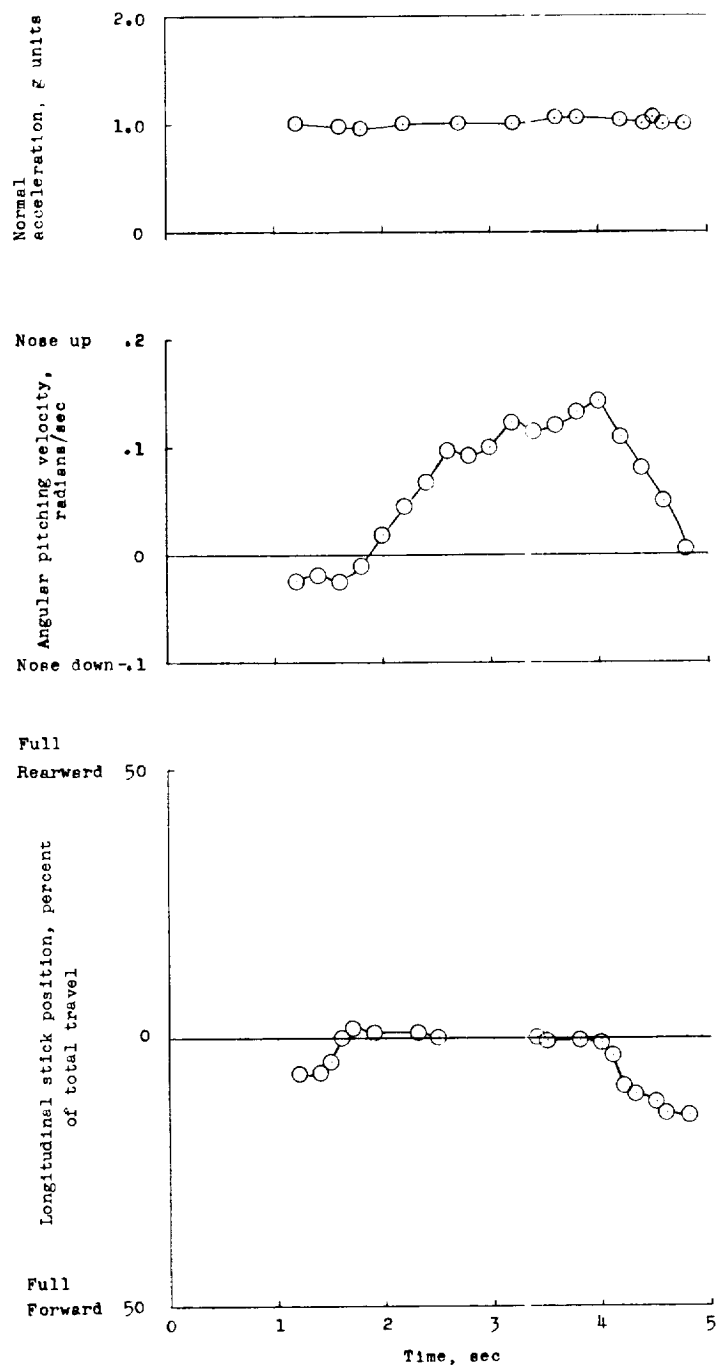 2.0
Normal
acceleration, g units
1.0
0
Nose up .2
Angular pitching velocity,
radians/sec
.1
0
Nose down -.1
Full
Rearward 50
Longitudinal stick position, percent
of total travel
0
Full
Forward 50
0 1 2 3 4 5
Time, sec